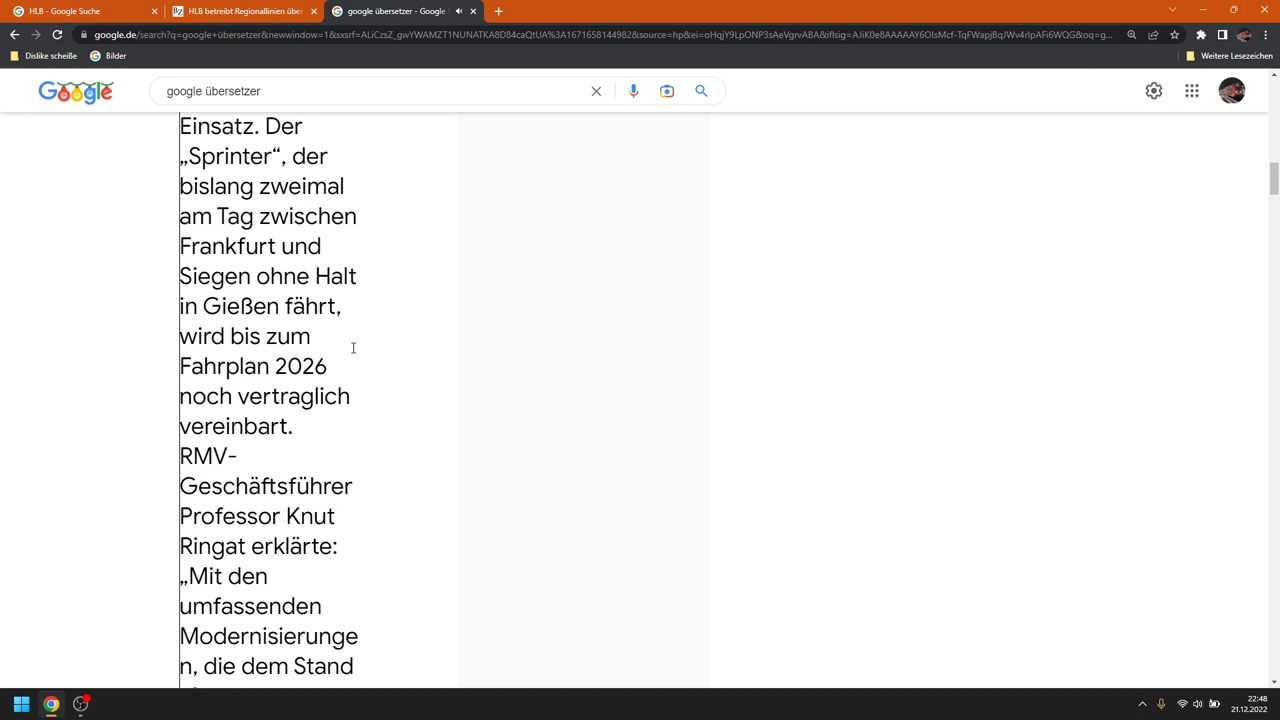 HLB - Google Suche
HLB betreibt Regionallinien übe
google übersetzer - Google
google.de/search?q=google+übersetzer&newwindow=1&sxsrf=ALiCzsZ_gwYWAMZT1NUNATKA8D84caQtUA%3A1671658144982&source=hp&ei=oHqjY9LpONP3sAeVgrvABA&iflsig=AJiK0e8AAAAAY6OIsMcf-TqFWapjBqJWv4rlpAFi6WQG&oq=g...
Dislike scheiße
Bilder
Weitere Lesezeichen
Google
google übersetzer
Einsatz. Der
„Sprinter“, der
bislang zweimal
am Tag zwischen
Frankfurt und
Siegen ohne Halt
in Gießen fährt,
wird bis zum
Fahrplan 2026
noch vertraglich
vereinbart.
RMV-
Geschäftsführer
Professor Knut
Ringat erklärte:
„Mit den
umfassenden
Modernisierunge
n, die dem Stand
22:48
21.12.2022